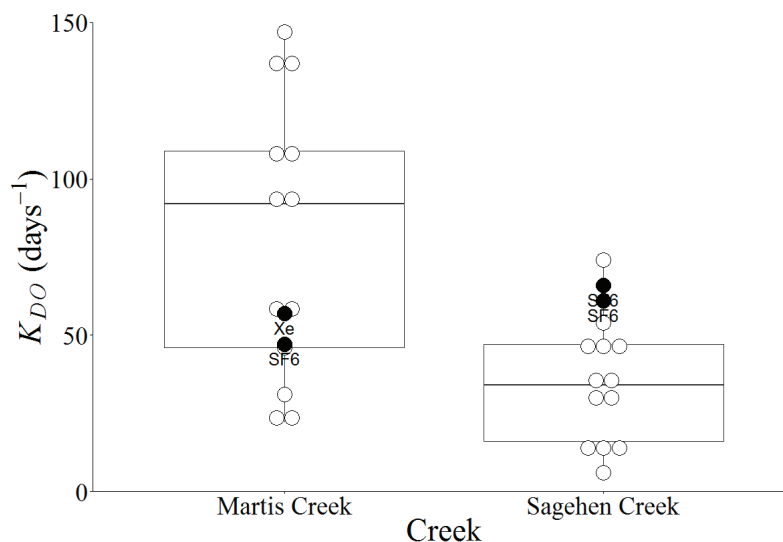 150
100
50
0
K_DO (days⁻¹)
Xe
SF6
SF6
SF6
Martis Creek
Sagehen Creek
Creek